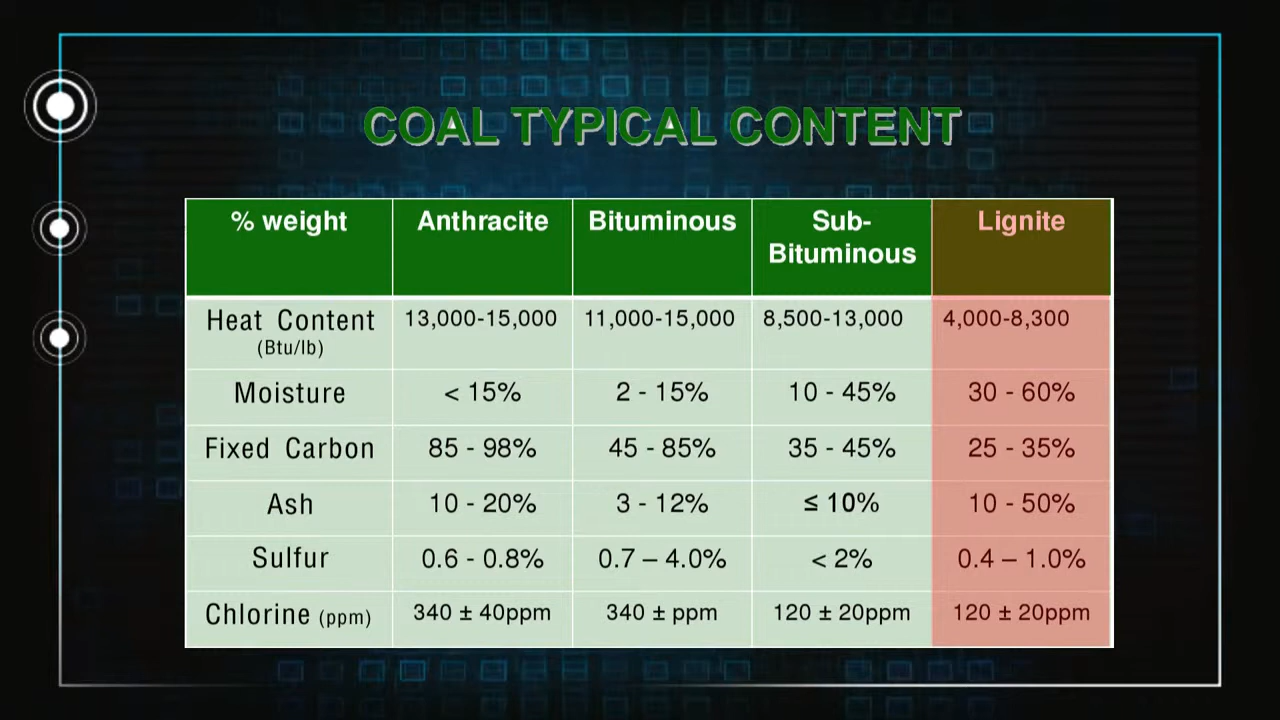 COAL TYPICAL CONTENT
% weight Anthracite Bituminous Sub-Bituminous Lignite
Heat Content (Btu/lb) 13,000-15,000 11,000-15,000 8,500-13,000 4,000-8,300
Moisture < 15% 2 - 15% 10 - 45% 30 - 60%
Fixed Carbon 85 - 98% 45 - 85% 35 - 45% 25 - 35%
Ash 10 - 20% 3 - 12% ≤ 10% 10 - 50%
Sulfur 0.6 - 0.8% 0.7 – 4.0% < 2% 0.4 – 1.0%
Chlorine (ppm) 340 ± 40ppm 340 ± ppm 120 ± 20ppm 120 ± 20ppm